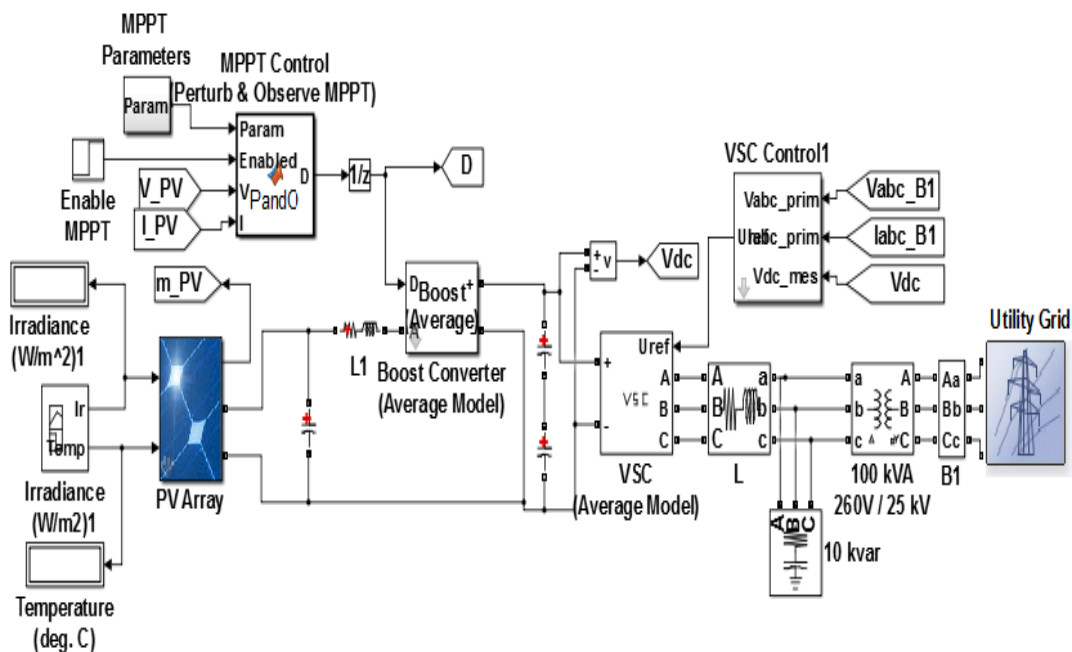 MPPT
Parameters
Param
MPPT Control
(Perturb & Observe MPPT)
Param
Enabled
V
I
D
PandO
Enable
MPPT
V_PV
I_PV
1/z
D
VSC Control1
Vabc_prim
Iabc_prim
Uref
Vdc_mes
Vabc_B1
Iabc_B1
Vdc
m_PV
Irradiance
(W/m^2)1
Ir
Temp
Irradiance
(W/m2)1
Temperature
(deg. C)
PV Array
L1
D
Boost
(Average)
+
Boost Converter
(Average Model)
+
-
v
Vdc
Uref
+
-
VSC
A
B
C
VSC
(Average Model)
A
B
C
a
b
c
L
a
b
c
A
B
C
100 kVA
260V / 25 kV
Aa
Bb
Cc
B1
Utility Grid
A
B
C
10 kvar